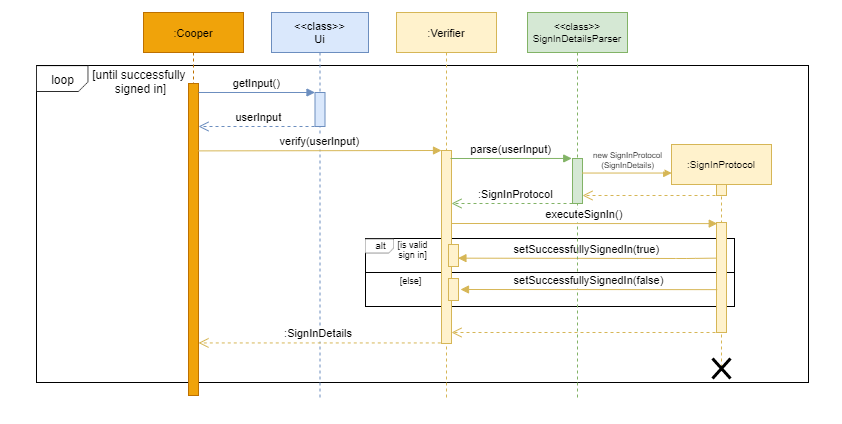 :Cooper
<<class>>
Ui
:Verifier
<<class>>
SignInDetailsParser
loop
[until successfully
signed in]
getInput()
userInput
verify(userInput)
parse(userInput)
new SignInProtocol
(SignInDetails)
:SignInProtocol
:SignInProtocol
executeSignIn()
alt
[is valid
sign in]
setSuccessfullySignedIn(true)
[else]
setSuccessfullySignedIn(false)
:SignInDetails